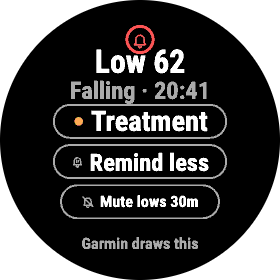 Low 62
Falling · 20:41
Treatment
Remind less
Mute lows 30m
Garmin draws this